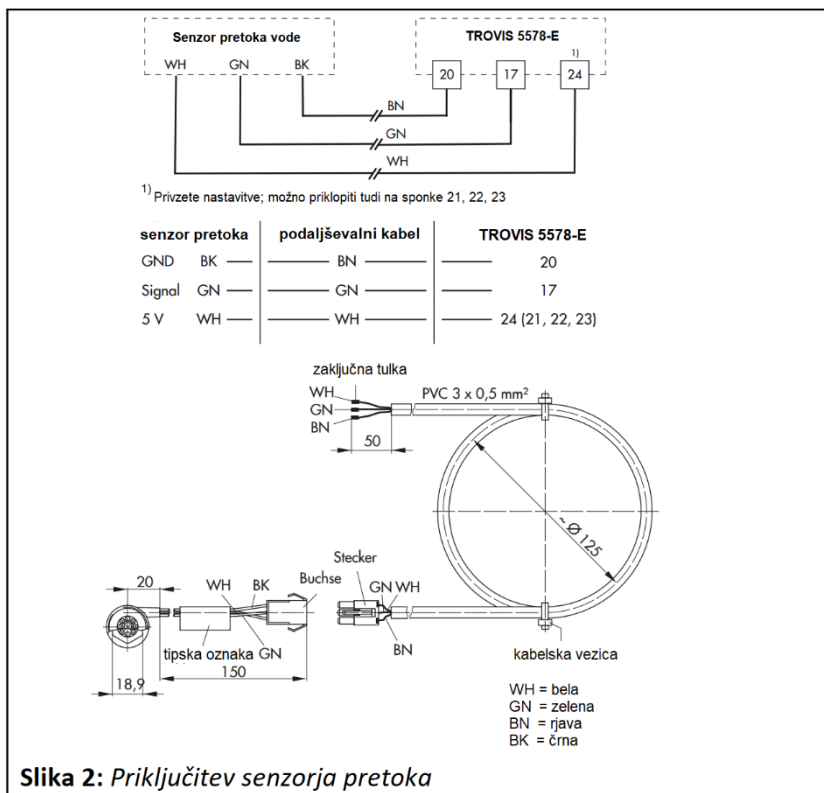 Senzor pretoka vode
TROVIS 5578-E
WH GN BK
1)
20 17 24
BN
GN
WH
1) Privzete nastavitve; možno priklopiti tudi na sponke 21, 22, 23
senzor pretoka podaljševalni kabel TROVIS 5578-E
GND BK BN 20
Signal GN GN 17
5 V WH WH 24 (21, 22, 23)
zaključna tulka
WH
GN
BN
PVC 3 x 0,5 mm²
50
~ Ø 125
Stecker
Buchse
20
WH BK
GN WH
BN
tipska oznaka GN
150
18,9
kabelska vezica
WH = bela
GN = zelena
BN = rjava
BK = črna
Slika 2: Priključitev senzorja pretoka